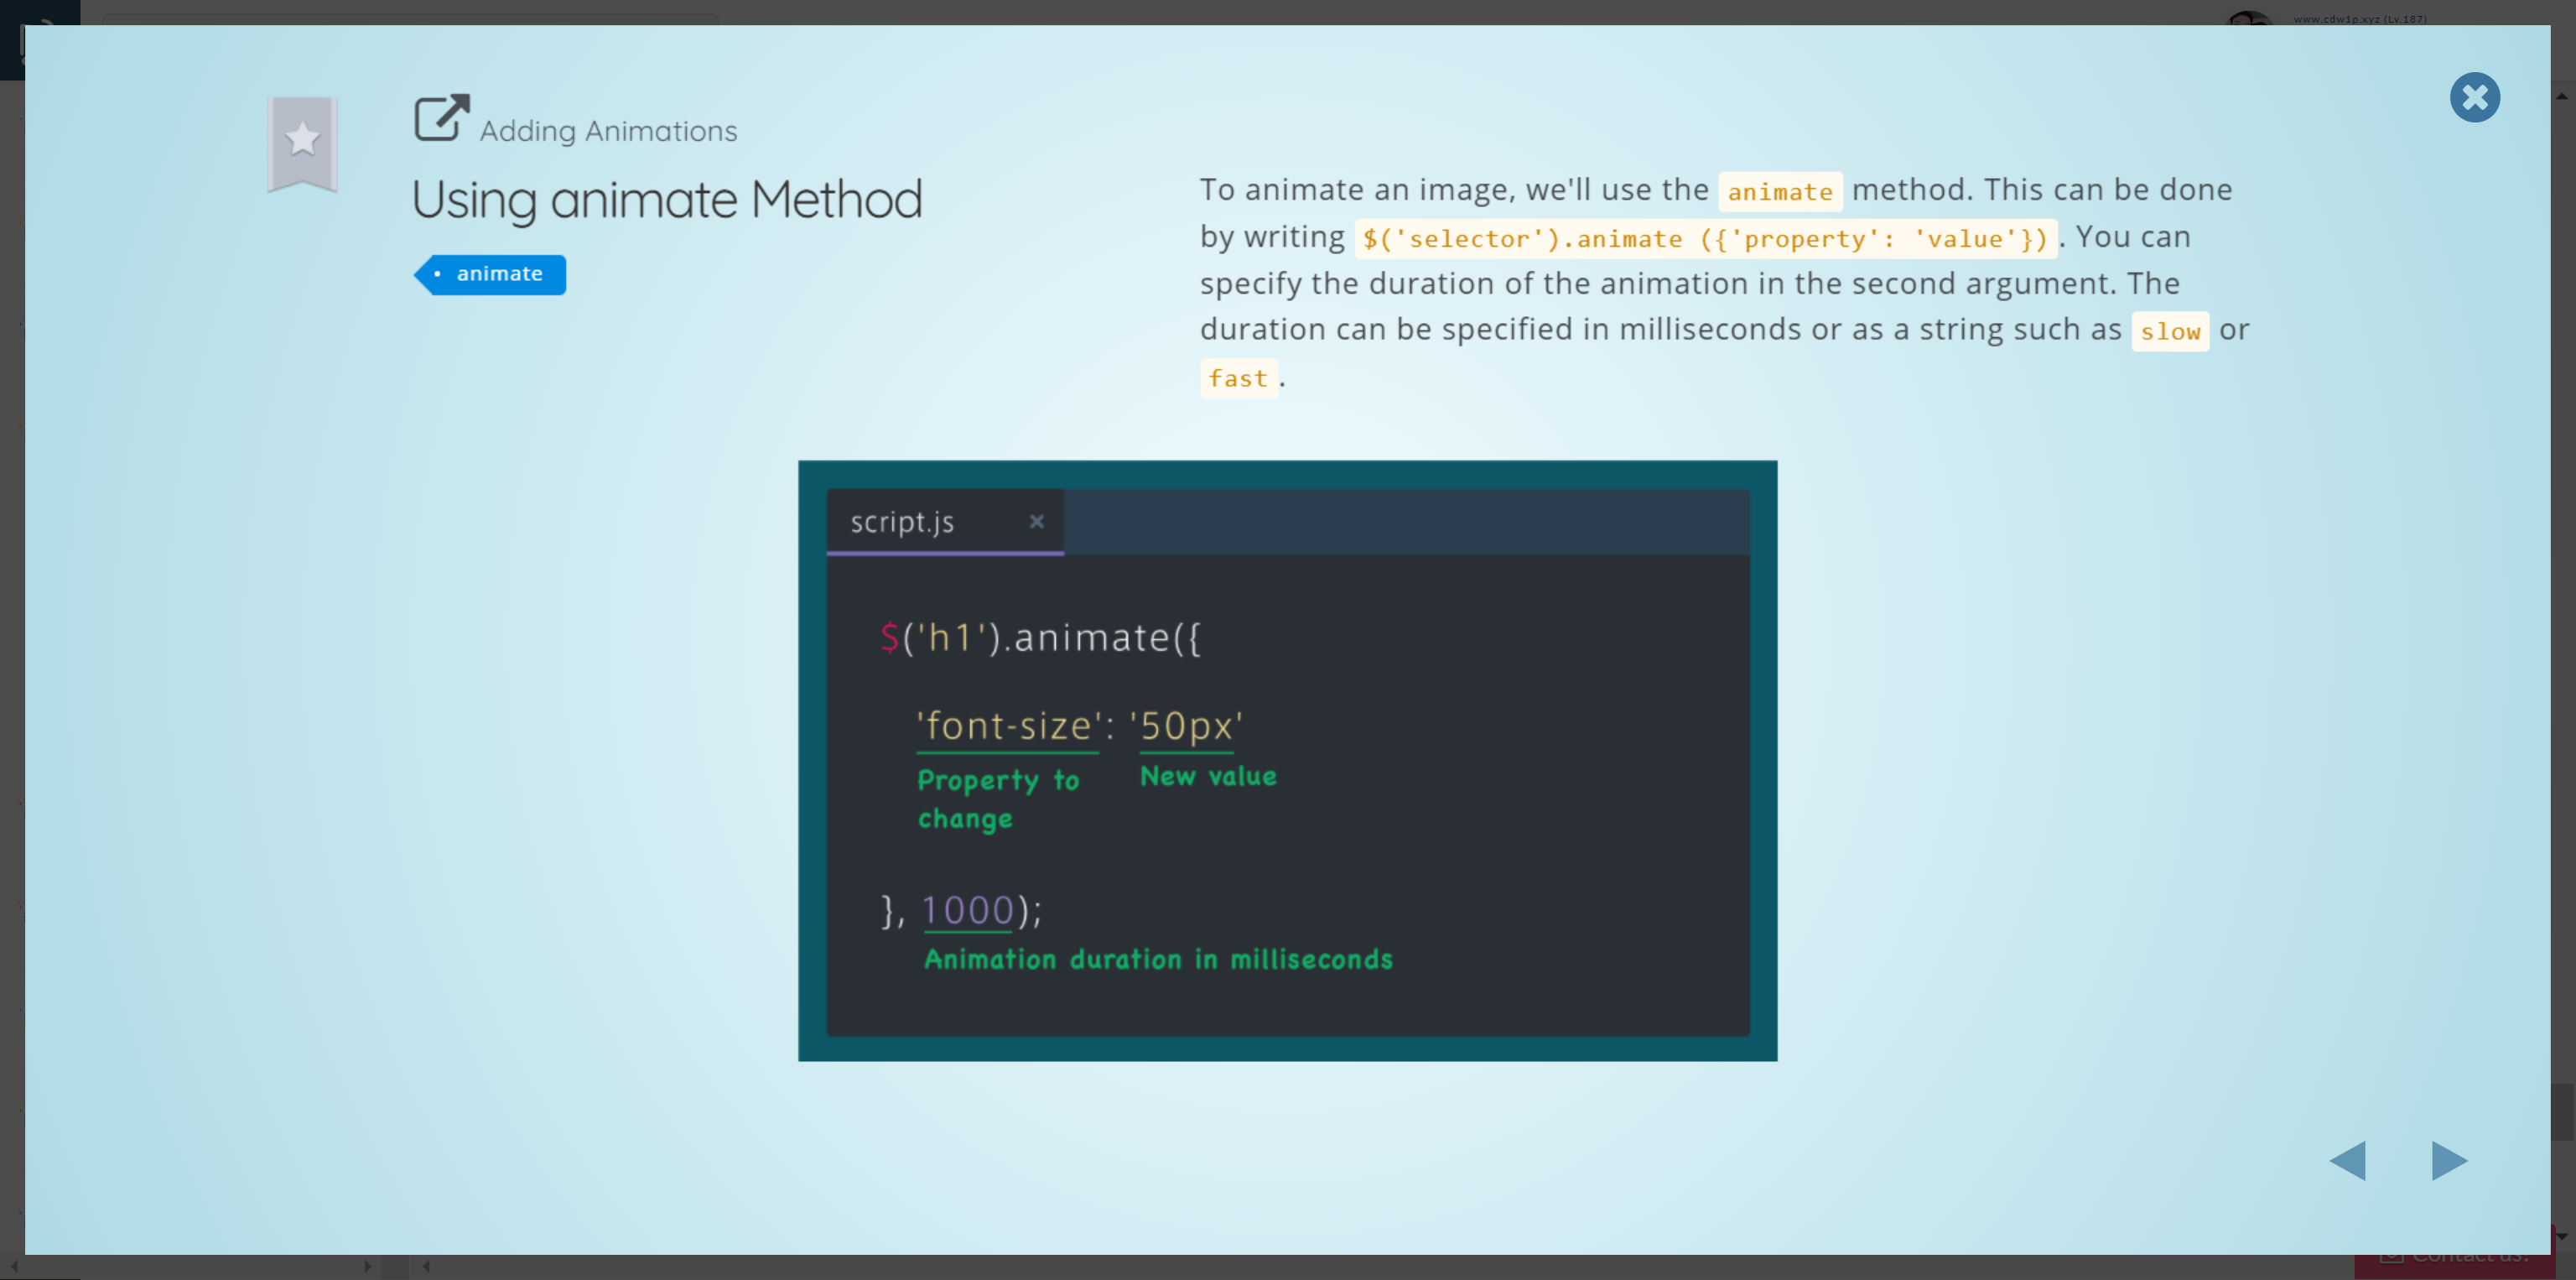 www.cdw1p.xyz (Lv.187)
Adding Animations
Using animate Method
animate
To animate an image, we'll use the animate method. This can be done
by writing $('selector').animate ({'property': 'value'}). You can
specify the duration of the animation in the second argument. The
duration can be specified in milliseconds or as a string such as slow or
fast.
script.js ×
$('h1').animate({
'font-size': '50px'
Property to New value
change
}, 1000);
Animation duration in milliseconds
Contact us!